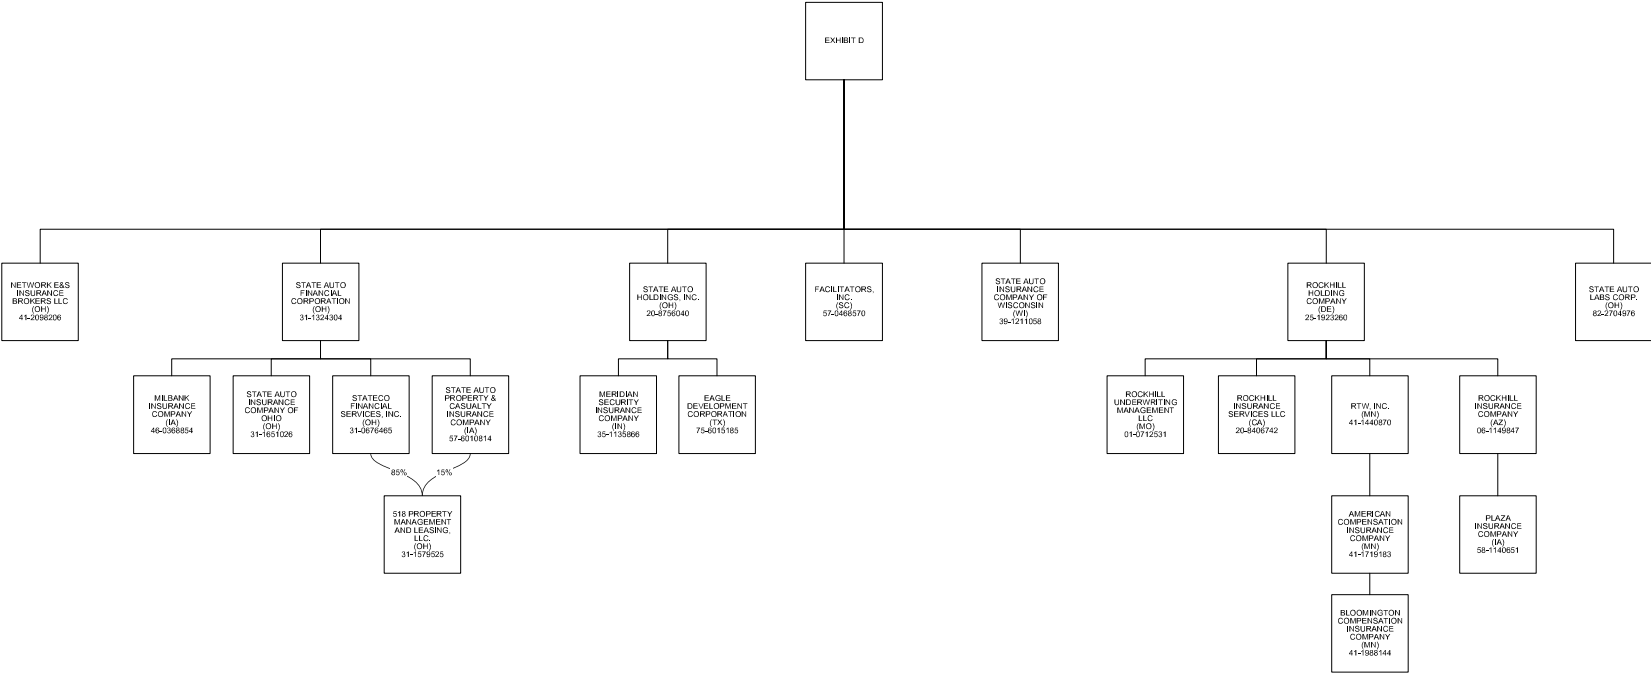 EXHIBIT D
NETWORK E&S
INSURANCE
BROKERS LLC
(OH)
41-2098206
STATE AUTO
FINANCIAL
CORPORATION
(OH)
31-1324304
STATE AUTO
HOLDINGS, INC.
(OH)
20-8756040
FACILITATORS,
INC.
(SC)
57-0468570
STATE AUTO
INSURANCE
COMPANY OF
WISCONSIN
(WI)
39-1211058
ROCKHILL
HOLDING
COMPANY
(DE)
25-1923260
STATE AUTO
LABS CORP.
(OH)
82-2704976
MILBANK
INSURANCE
COMPANY
(IA)
46-0368854
STATE AUTO
INSURANCE
COMPANY OF
OHIO
(OH)
31-1651026
STATECO
FINANCIAL
SERVICES, INC.
(OH)
31-0676465
STATE AUTO
PROPERTY &
CASUALTY
INSURANCE
COMPANY
(IA)
57-6010814
MERIDIAN
SECURITY
INSURANCE
COMPANY
(IN)
35-1135866
EAGLE
DEVELOPMENT
CORPORATION
(TX)
75-6015185
ROCKHILL
UNDERWRITING
MANAGEMENT
LLC
(MO)
01-0712531
ROCKHILL
INSURANCE
SERVICES LLC
(CA)
20-8406742
RTW, INC.
(MN)
41-1440870
ROCKHILL
INSURANCE
COMPANY
(AZ)
06-1149847
85%
15%
518 PROPERTY
MANAGEMENT
AND LEASING,
LLC.
(OH)
31-1579525
AMERICAN
COMPENSATION
INSURANCE
COMPANY
(MN)
41-1719183
PLAZA
INSURANCE
COMPANY
(IA)
58-1140651
BLOOMINGTON
COMPENSATION
INSURANCE
COMPANY
(MN)
41-1988144